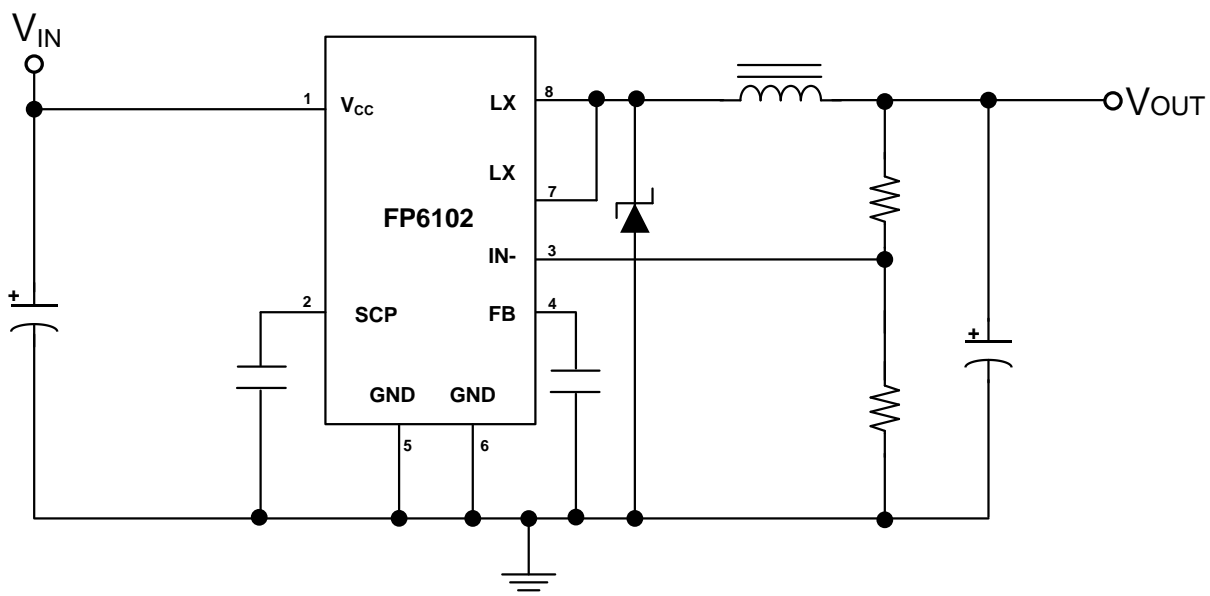 VIN
1
VCC
LX
8
LX
7
FP6102
IN-
3
+
2
SCP
FB
4
+
GND
GND
5
6
VOUT